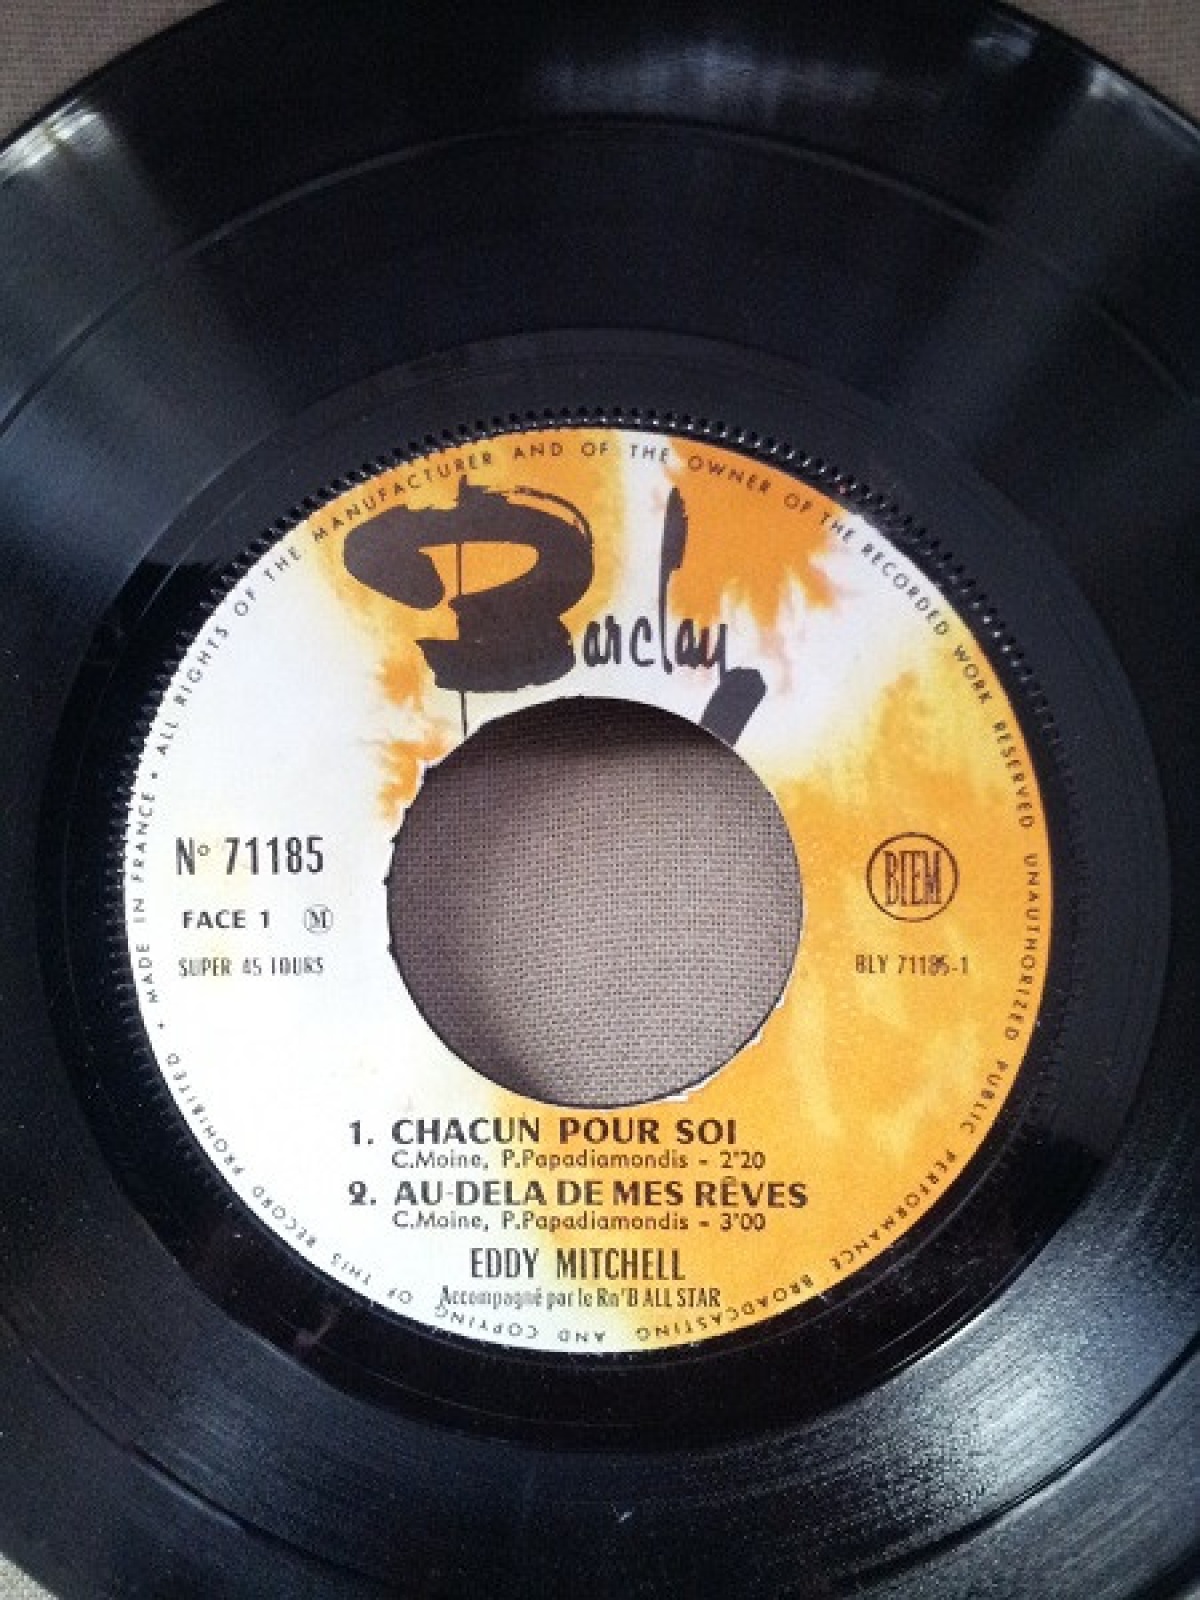 Barclay
N° 71185
FACE 1 M
SUPER 45 TOURS
BIEM
BLY 71185-1
1. CHACUN POUR SOI
C.Moine, P.Papadiamondis - 2'20
2. AU-DELA DE MES RÊVES
C.Moine, P.Papadiamondis - 3'00
EDDY MITCHELL
Accompagné par le Rn'B ALL STAR
• MADE IN FRANCE • ALL RIGHTS OF THE MANUFACTURER AND OF THE OWNER OF THE RECORDED WORK RESERVED UNAUTHORIZED PUBLIC PERFORMANCE BROADCASTING AND COPYING OF THIS RECORD PROHIBITED